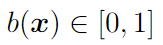 b(𝒙) ∈ [0, 1]